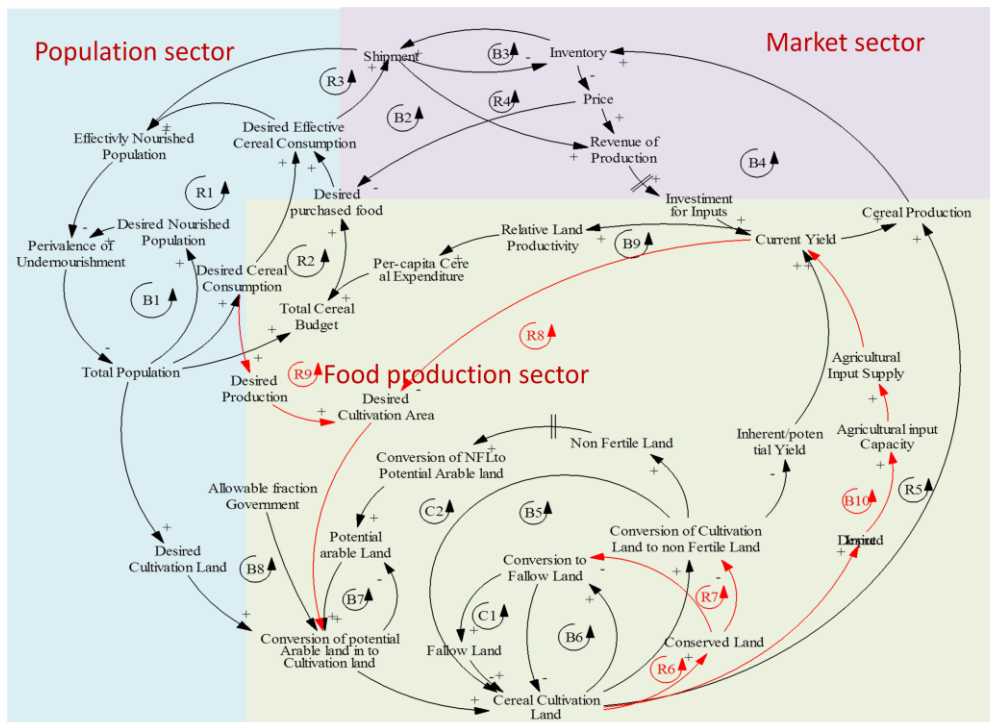 Population sector
Market sector
Shipment
B3
Inventory
R3
R4
Price
B2
Effectivly Nourished
Population
Desired Effective
Cereal Consumption
Revenue of
Production
B4
R1
Desired
purchased food
Investiment
for Inputs
Cereal Production
Desired Nourished
Population
Relative Land
Productivity
B9
Current Yield
Perivalence of
Undernourishment
Desired Cereal
Consumption
R2
Per-capita Cere
al Expenditure
B1
Total Cereal
Budget
R8
Total Population
Desired
Production
R9
Food production sector
Agricultural
Input Supply
Desired
Cultivation Area
Non Fertile Land
Inherent/poten
tial Yield
Agricultural input
Capacity
Conversion of NFLto
Potential Arable land
Allowable fraction
Government
C2
B5
B10
R5
Potential
arable Land
Conversion of Cultivation
Land to non Fertile Land
Desired
Cultivation Land
B8
Conversion to
Fallow Land
B7
R7
C1
B6
Conversion of potential
Arable land in to
Cultivation land
Fallow Land
Conserved Land
R6
Cereal Cultivation
Land